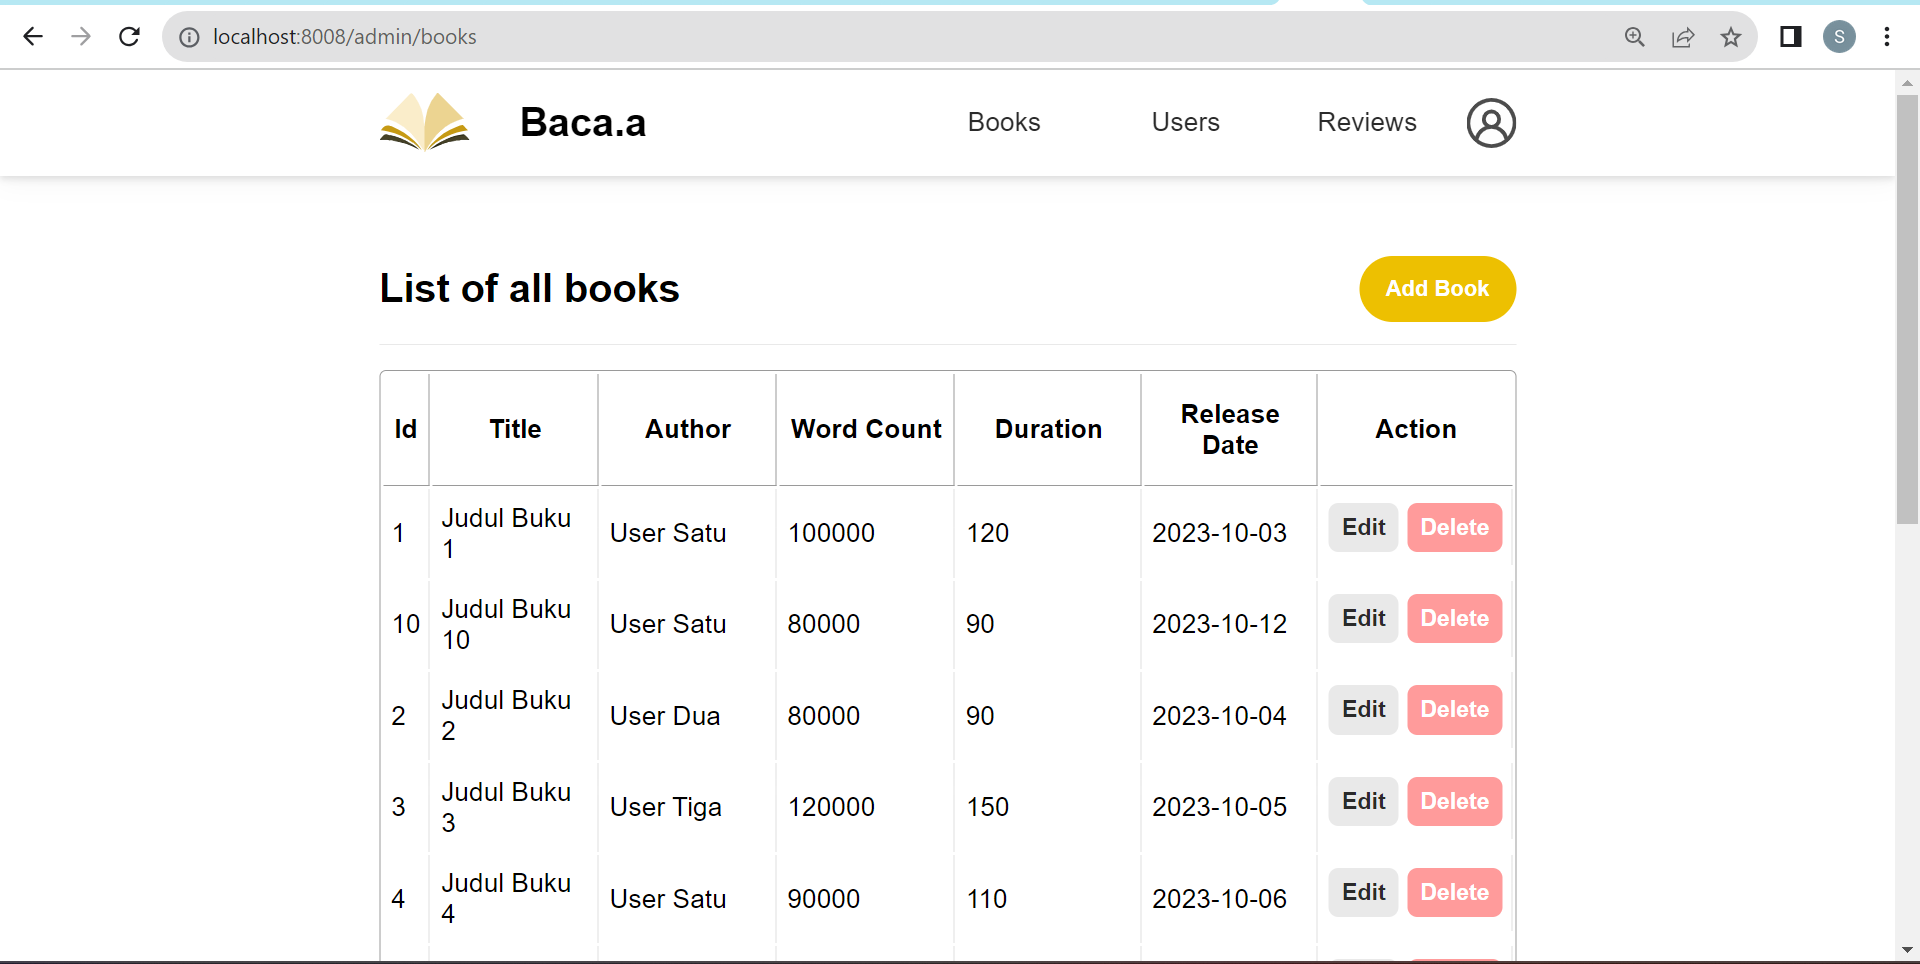 localhost:8008/admin/books
S
Baca.a
Books Users Reviews
List of all books
Add Book
Id Title Author Word Count Duration Release Date Action
1 Judul Buku 1 User Satu 100000 120 2023-10-03 Edit Delete
10 Judul Buku 10 User Satu 80000 90 2023-10-12 Edit Delete
2 Judul Buku 2 User Dua 80000 90 2023-10-04 Edit Delete
3 Judul Buku 3 User Tiga 120000 150 2023-10-05 Edit Delete
4 Judul Buku 4 User Satu 90000 110 2023-10-06 Edit Delete